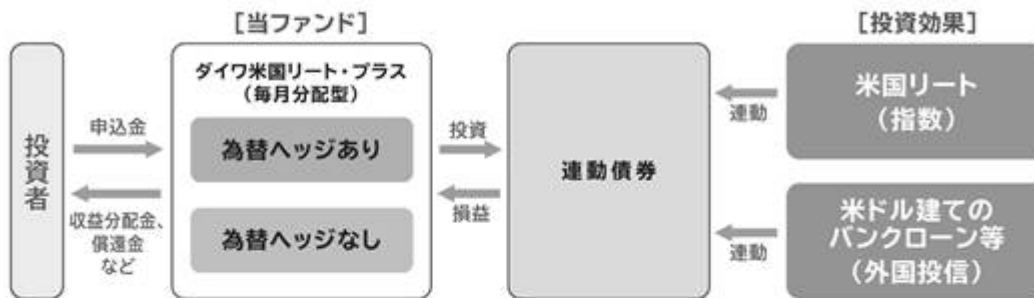 ［当ファンド］
［投資効果］
投資者
申込金
収益分配金、
償還金
など
ダイワ米国リート・プラス
（毎月分配型）
為替ヘッジあり
為替ヘッジなし
投資
損益
連動債券
連動
連動
米国リート
（指数）
米ドル建ての
バンクローン等
（外国投信）